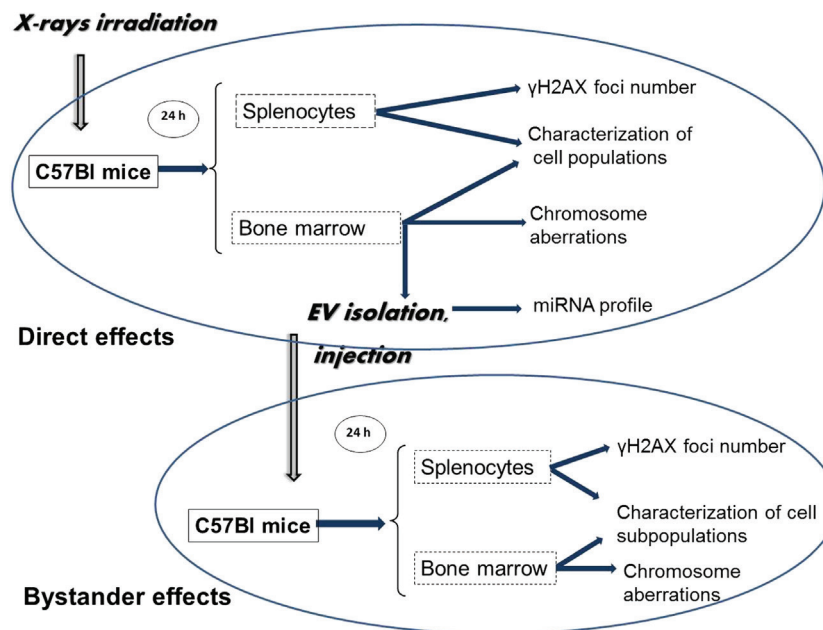 X-rays irradiation
24 h
C57Bl mice
Splenocytes
Bone marrow
γH2AX foci number
Characterization of
cell populations
Chromosome
aberrations
EV isolation,
injection
miRNA profile
Direct effects
24 h
C57Bl mice
Splenocytes
Bone marrow
γH2AX foci number
Characterization of cell
subpopulations
Chromosome
aberrations
Bystander effects